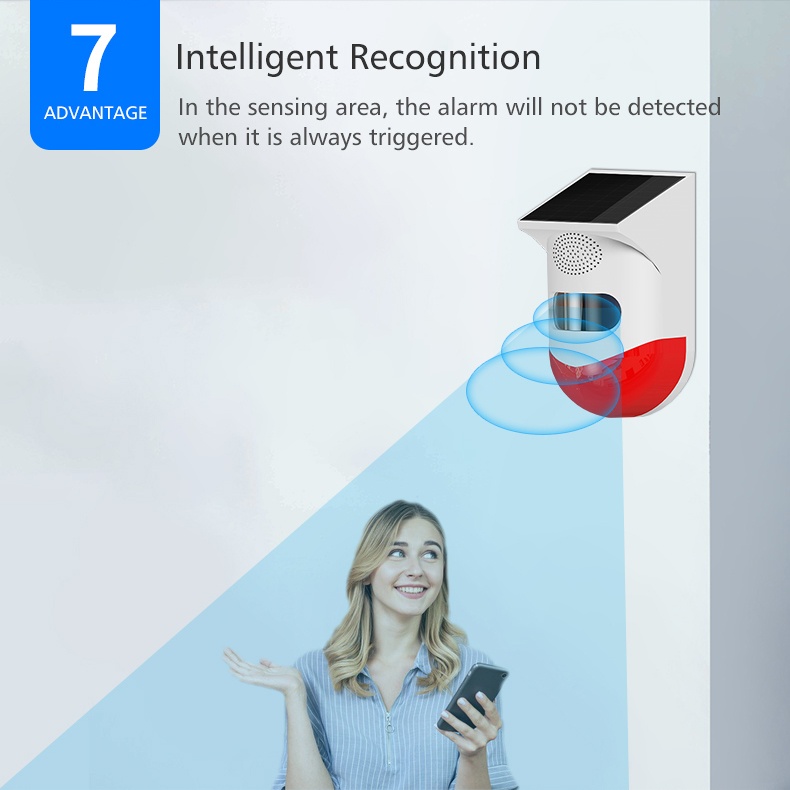 7
ADVANTAGE
Intelligent Recognition
In the sensing area, the alarm will not be detected
when it is always triggered.